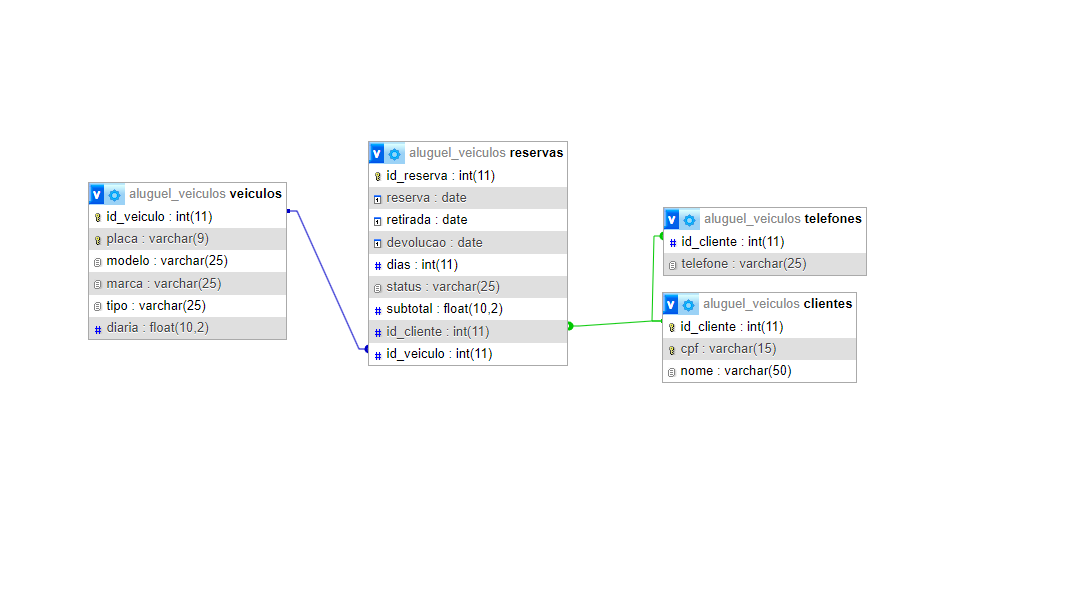 aluguel_veiculos veiculos
id_veiculo : int(11)
placa : varchar(9)
modelo : varchar(25)
marca : varchar(25)
tipo : varchar(25)
diaria : float(10,2)
aluguel_veiculos reservas
id_reserva : int(11)
reserva : date
retirada : date
devolucao : date
dias : int(11)
status : varchar(25)
subtotal : float(10,2)
id_cliente : int(11)
id_veiculo : int(11)
aluguel_veiculos telefones
id_cliente : int(11)
telefone : varchar(25)
aluguel_veiculos clientes
id_cliente : int(11)
cpf : varchar(15)
nome : varchar(50)